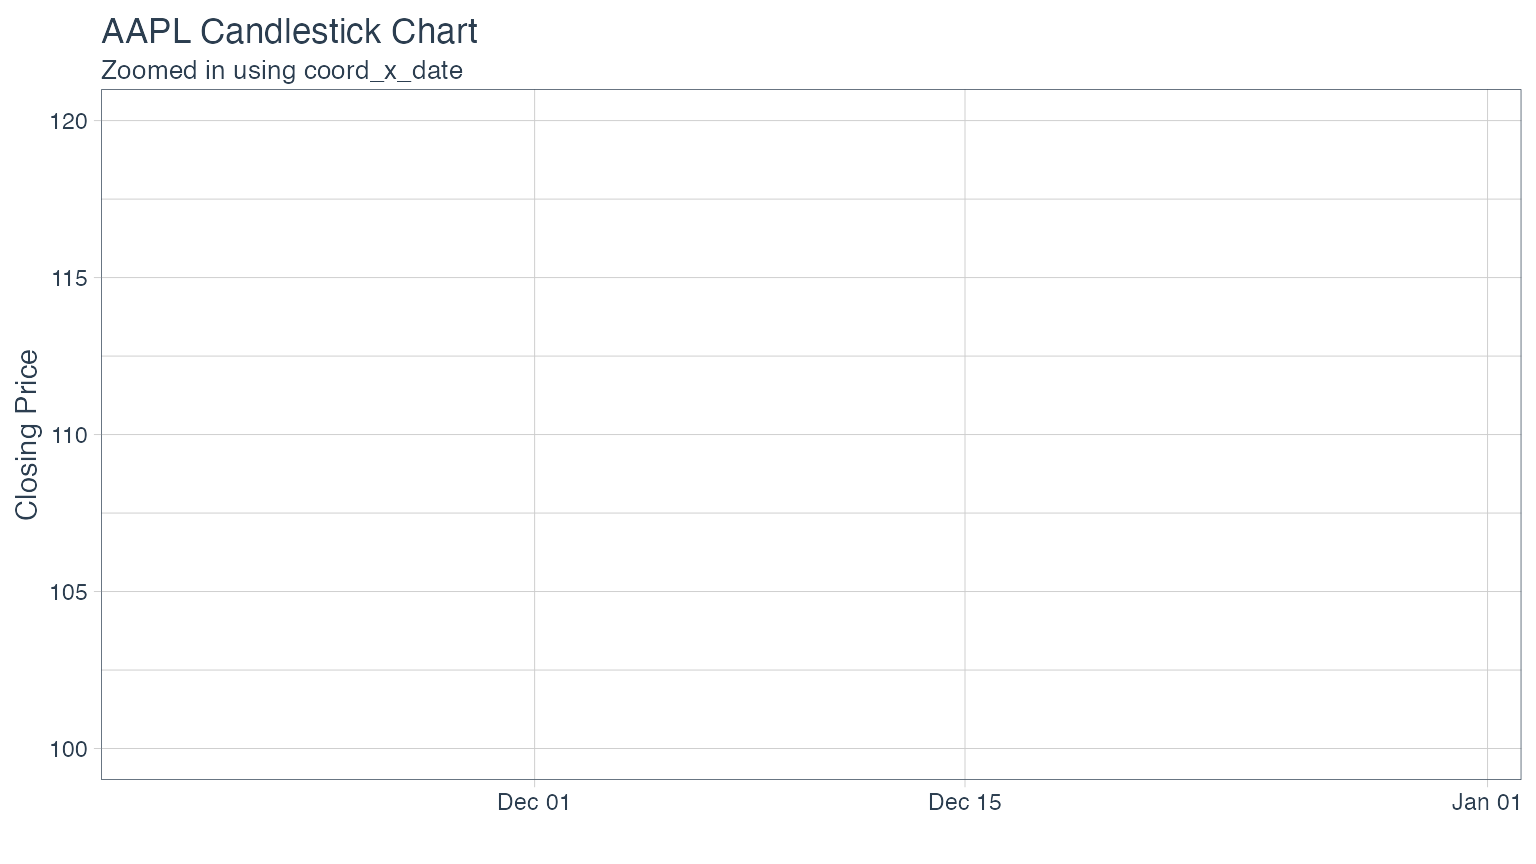 AAPL Candlestick Chart
Zoomed in using coord_x_date
Closing Price
120
115
110
105
100
Dec 01
Dec 15
Jan 01